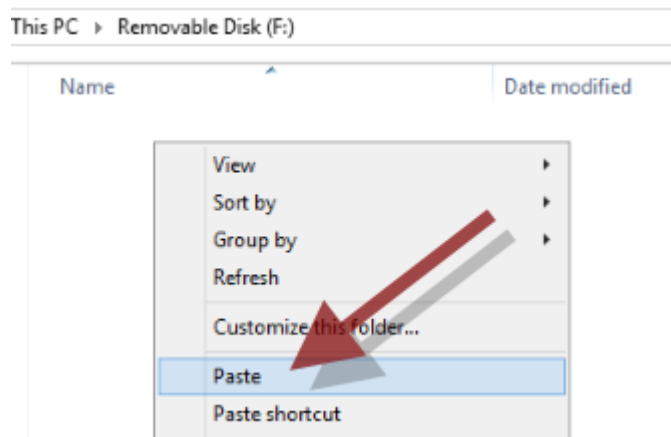 This PC ▸ Removable Disk (F:)
Name Date modified
View
Sort by
Group by
Refresh
Customize this folder...
Paste
Paste shortcut